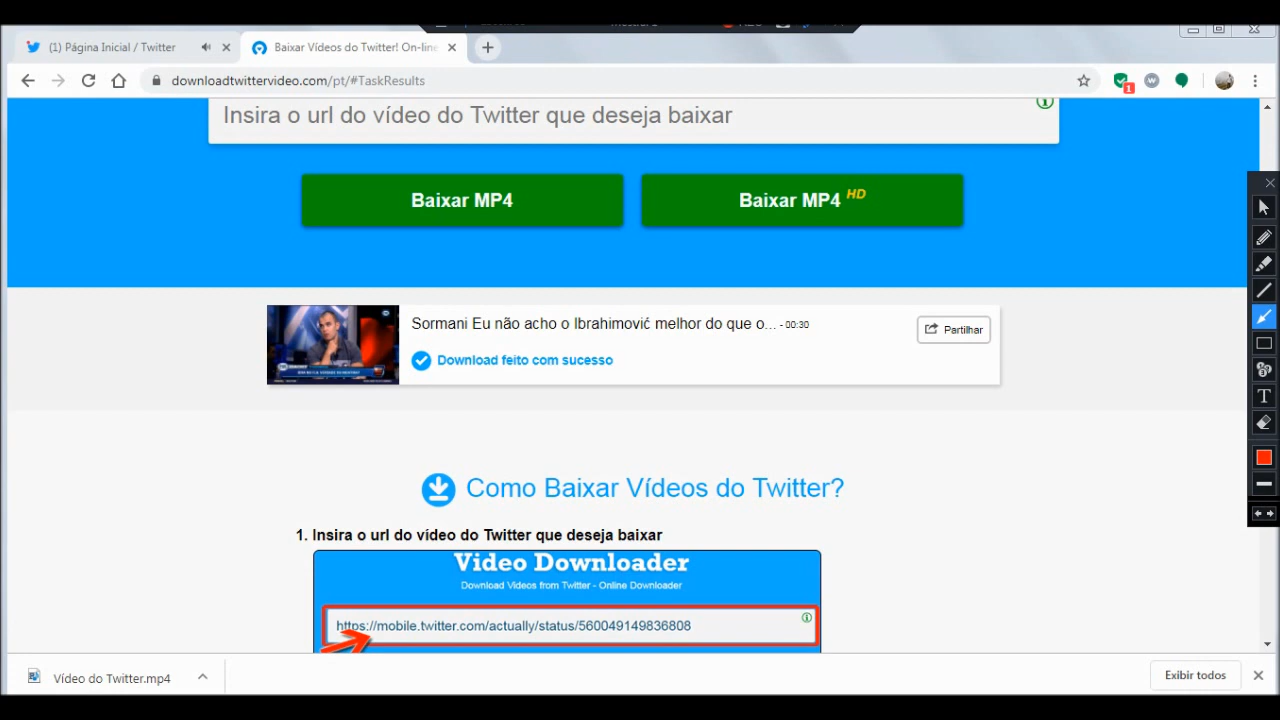 (1) Página Inicial / Twitter
Baixar Vídeos do Twitter! On-line
downloadtwittervideo.com/pt/#TaskResults
1
Insira o url do vídeo do Twitter que deseja baixar
Baixar MP4
Baixar MP4 HD
Sormani Eu não acho o Ibrahimović melhor do que o... - 00:30
Partilhar
Download feito com sucesso
Como Baixar Vídeos do Twitter?
1. Insira o url do vídeo do Twitter que deseja baixar
Video Downloader
Download Videos from Twitter - Online Downloader
https://mobile.twitter.com/actually/status/560049149836808
Vídeo do Twitter.mp4
Exibir todos